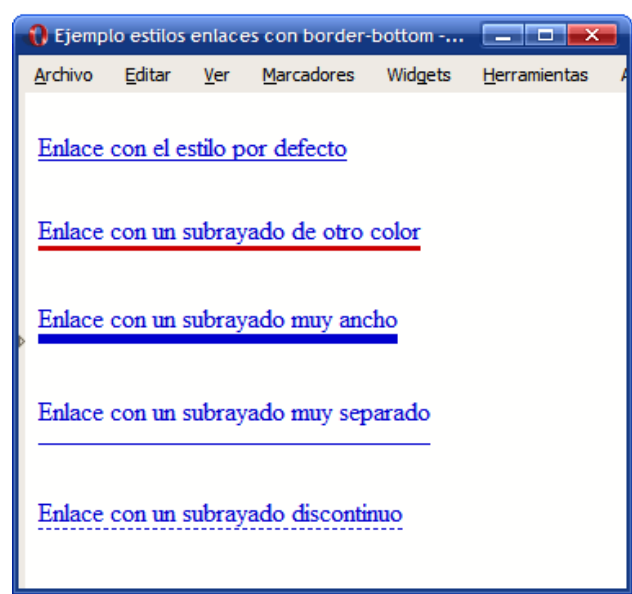 Ejemplo estilos enlaces con border-bottom -...
Archivo Editar Ver Marcadores Widgets Herramientas
Enlace con el estilo por defecto
Enlace con un subrayado de otro color
Enlace con un subrayado muy ancho
Enlace con un subrayado muy separado
Enlace con un subrayado discontinuo